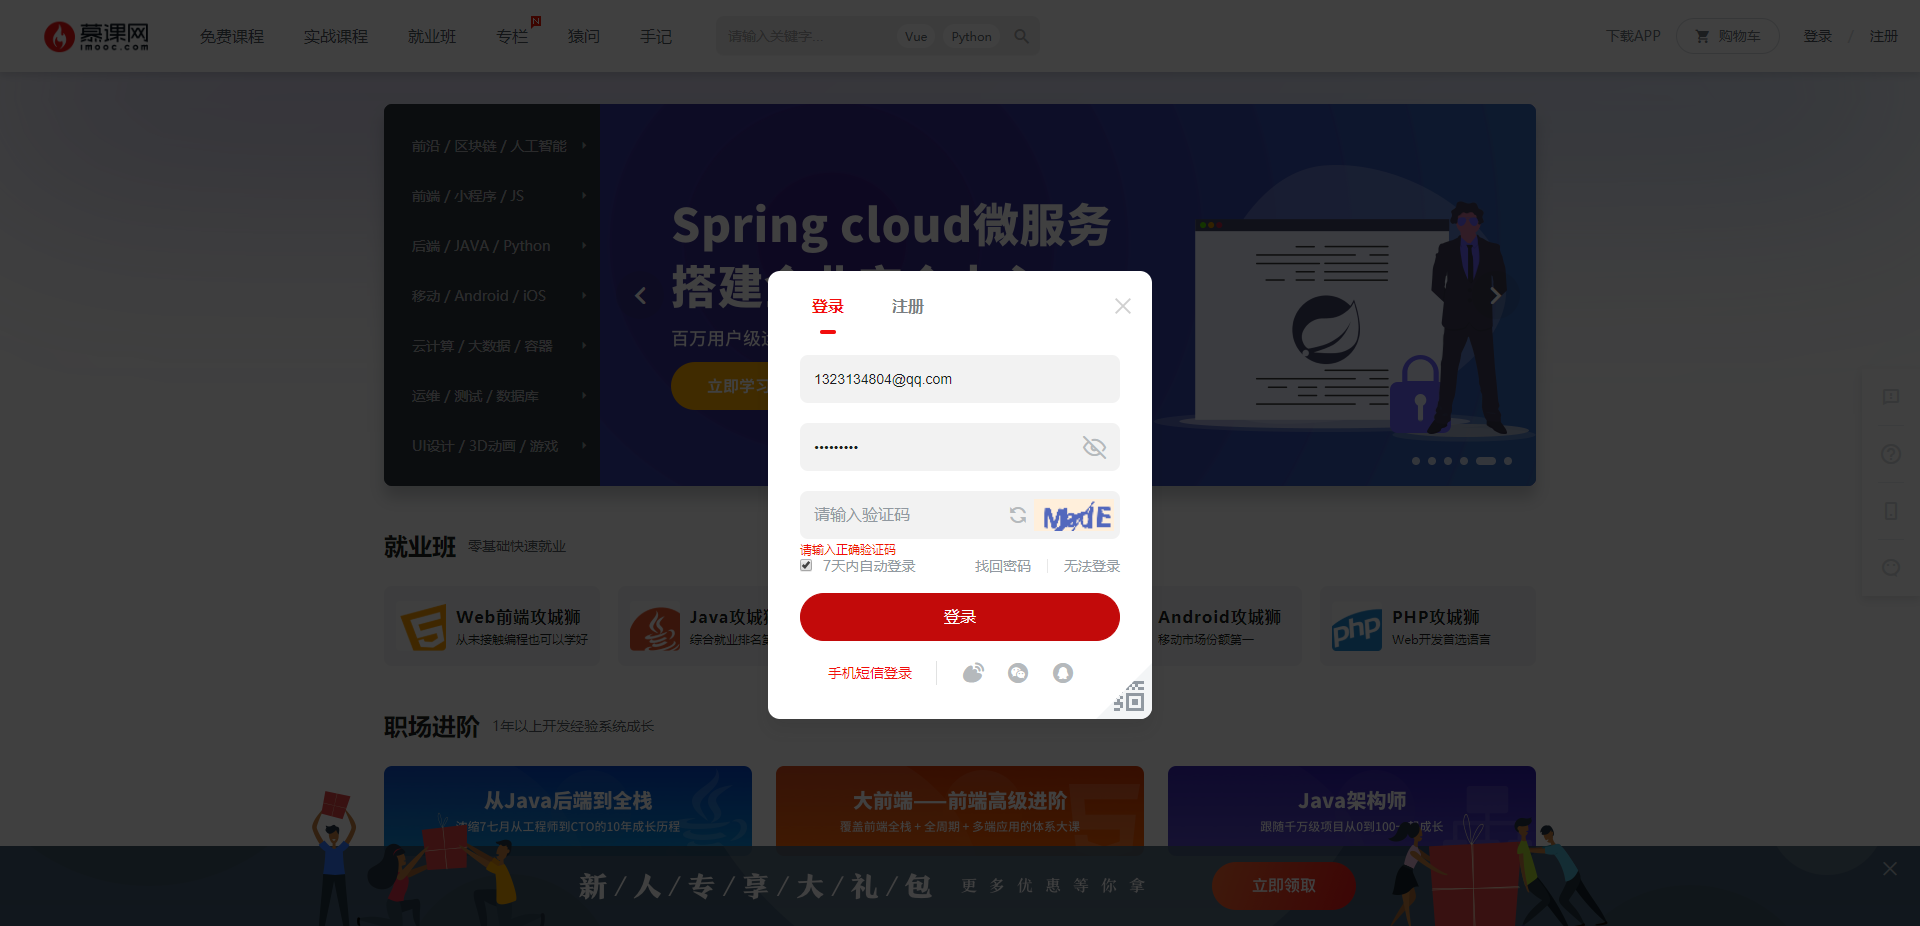 慕课网
imooc.com
免费课程
实战课程
就业班
专栏
N
猿问
手记
请输入关键字...
Vue
Python
下载APP
购物车
登录
/
注册
前沿 / 区块链 / 人工智能
前端 / 小程序 / JS
后端 / JAVA / Python
移动 / Android / IOS
云计算 / 大数据 / 容器
运维 / 测试 / 数据库
UI设计 / 3D动画 / 游戏
Spring cloud微服务
搭建
百万用户级
立即学习
登录
注册
1323134804@qq.com
•••••••••
请输入验证码
请输入正确验证码
7天内自动登录
找回密码
无法登录
登录
手机短信登录
就业班
零基础快速就业
Web前端攻城狮
从未接触编程也可以学好
Java攻城
综合就业排名
Android攻城狮
移动市场份额第一
PHP攻城狮
php
Web开发首选语言
职场进阶
1年以上开发经验系统成长
从Java后端到全栈
浓缩7七月从工程师到CTO的10年成长历程
大前端——前端高级进阶
覆盖前端全栈 + 全周期 + 多端应用的体系大课
Java架构师
跟随千万级项目从0到100
成长
新/人/专/享/大/礼/包
更多优惠等你拿
立即领取